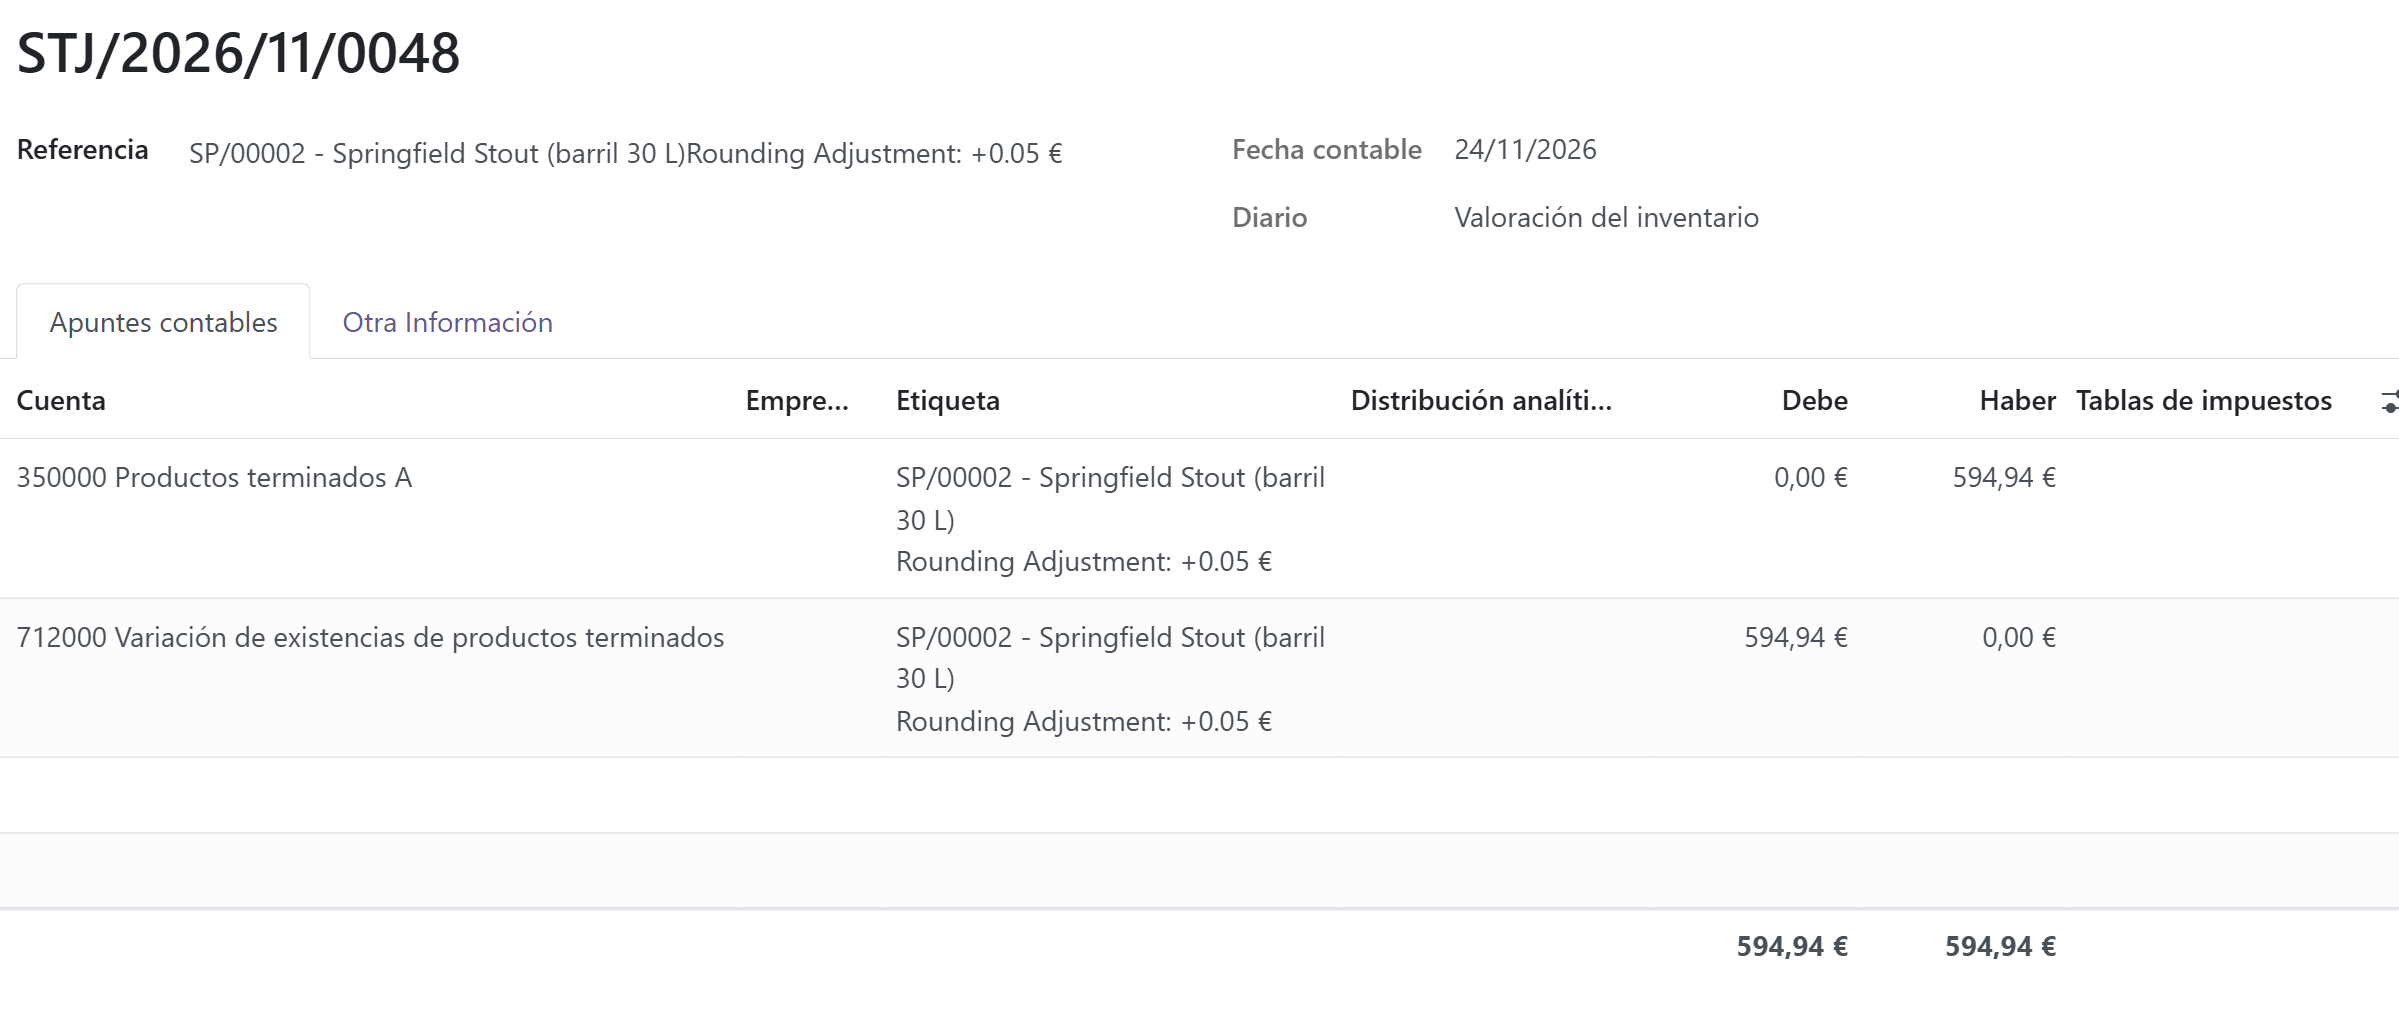 STJ/2026/11/0048
Referencia SP/00002 - Springfield Stout (barril 30 L)Rounding Adjustment: +0.05 € Fecha contable 24/11/2026
Diario Valoración del inventario
Apuntes contables Otra Información
Cuenta Empre... Etiqueta Distribución analíti... Debe Haber Tablas de impuestos
350000 Productos terminados A SP/00002 - Springfield Stout (barril 0,00 € 594,94 €
30 L)
Rounding Adjustment: +0.05 €
712000 Variación de existencias de productos terminados SP/00002 - Springfield Stout (barril 594,94 € 0,00 €
30 L)
Rounding Adjustment: +0.05 €
594,94 € 594,94 €